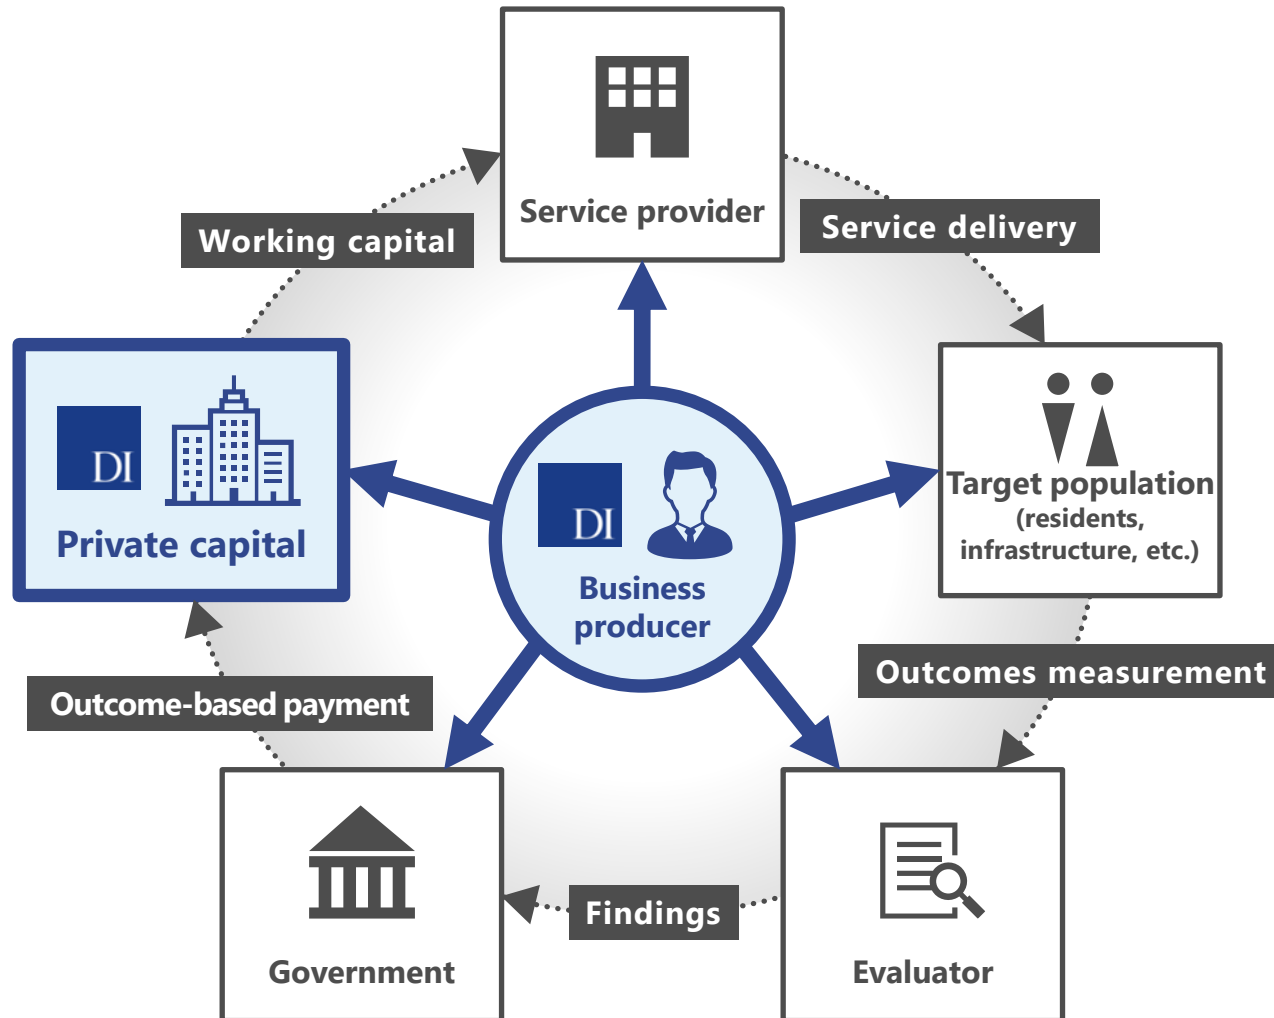 Service provider
Working capital
Service delivery
DI
Private capital
DI
Business
producer
Target population
(residents,
infrastructure, etc.)
Outcome-based payment
Outcomes measurement
Government
Findings
Evaluator